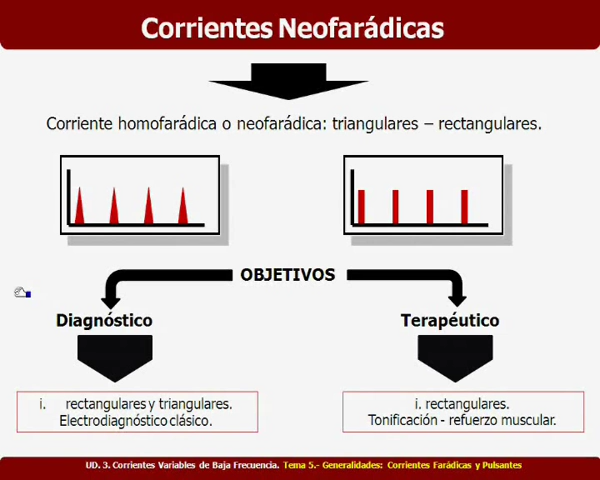 Corrientes Neofarádicas
Corriente homofarádica o neofarádica: triangulares – rectangulares.
OBJETIVOS
Diagnóstico
Terapéutico
i. rectangulares y triangulares.
Electrodiagnóstico clásico.
i. rectangulares.
Tonificación - refuerzo muscular.
UD. 3. Corrientes Variables de Baja Frecuencia. Tema 5.- Generalidades: Corrientes Farádicas y Pulsantes